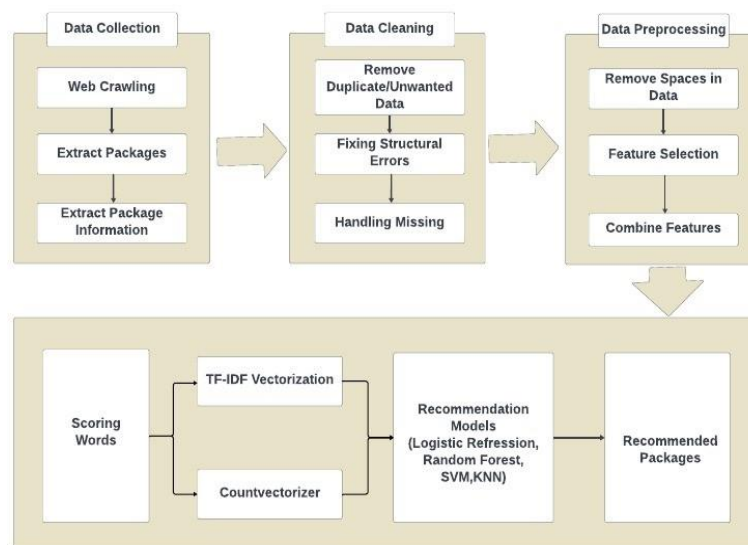 Data Collection
Web Crawling
Extract Packages
Extract Package
Information
Data Cleaning
Remove
Duplicate/Unwanted
Data
Fixing Structural
Errors
Handling Missing
Data Preprocessing
Remove Spaces in
Data
Feature Selection
Combine Features
Scoring
Words
TF-IDF Vectorization
Countvectorizer
Recommendation
Models
(Logistic Refression,
Random Forest,
SVM,KNN)
Recommended
Packages